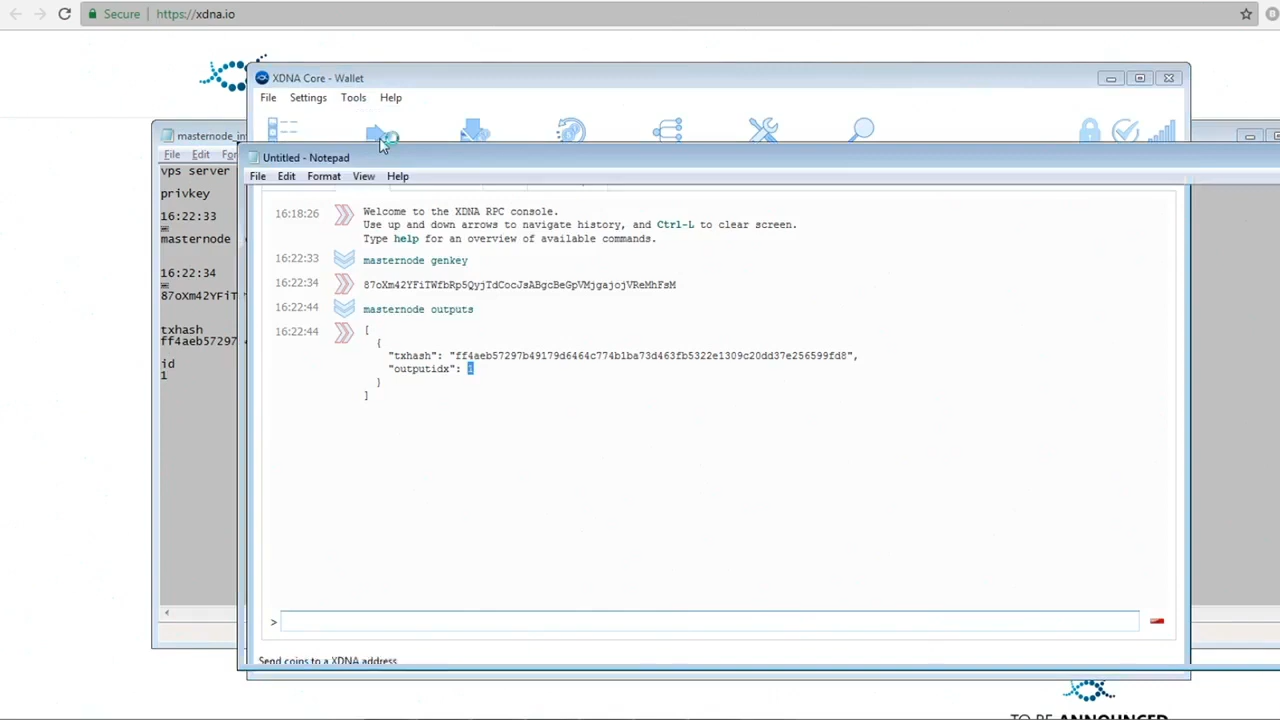 Secure
https://xdna.io
XDNA Core - Wallet
File Settings Tools Help
masternode_in
File Edit For
vps server
privkey
16:22:33
masternode
16:22:34
87oXm42YFiT
txhash
ff4aeb57297
id
1
Untitled - Notepad
File Edit Format View Help
16:18:26 Welcome to the XDNA RPC console.
Use up and down arrows to navigate history, and Ctrl-L to clear screen.
Type help for an overview of available commands.
16:22:33 masternode genkey
16:22:34 87oXm42YFiTWfbRp5QyjTdCocJsABgcBeGpVMjgajojVReMhFsM
16:22:44 masternode outputs
16:22:44 [
{
"txhash": "ff4aeb57297b49179d6464c774b1ba73d463fb5322e1309c20dd37e256599fd8",
"outputidx": 1
}
]
>
Send coins to a XDNA address
TO BE ANNOUNCED